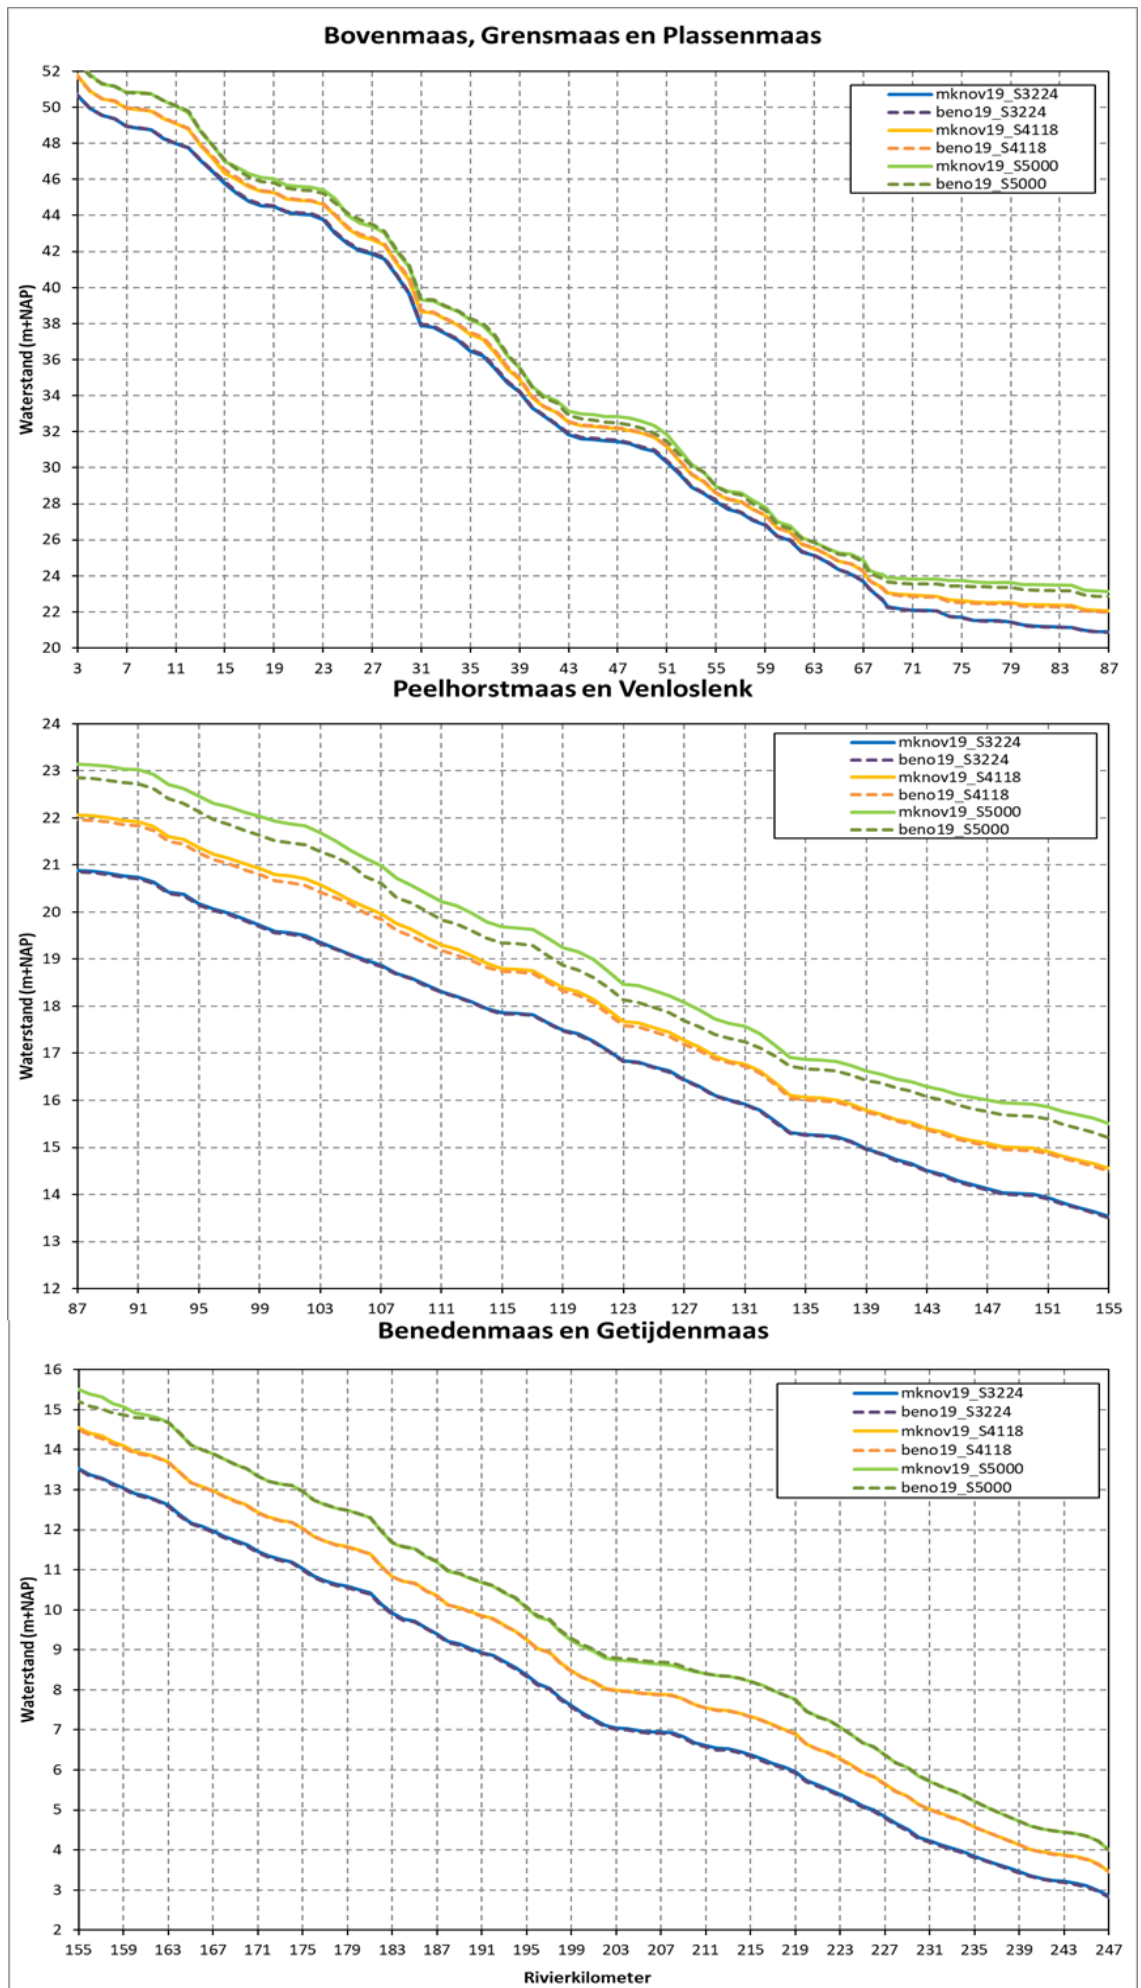 Bovenmaas, Grensmaas en Plassenmaas
Waterstand (m+NAP)
52
50
48
46
44
42
40
38
36
34
32
30
28
26
24
22
20
mknov19_S3224
beno19_S3224
mknov19_S4118
beno19_S4118
mknov19_S5000
beno19_S5000
3 7 11 15 19 23 27 31 35 39 43 47 51 55 59 63 67 71 75 79 83 87
Peelhorstmaas en Venloslenk
Waterstand (m+NAP)
24
23
22
21
20
19
18
17
16
15
14
13
12
mknov19_S3224
beno19_S3224
mknov19_S4118
beno19_S4118
mknov19_S5000
beno19_S5000
87 91 95 99 103 107 111 115 119 123 127 131 135 139 143 147 151 155
Benedenmaas en Getijdenmaas
Waterstand (m+NAP)
16
15
14
13
12
11
10
9
8
7
6
5
4
3
2
mknov19_S3224
beno19_S3224
mknov19_S4118
beno19_S4118
mknov19_S5000
beno19_S5000
155 159 163 167 171 175 179 183 187 191 195 199 203 207 211 215 219 223 227 231 235 239 243 247
Rivierkilometer